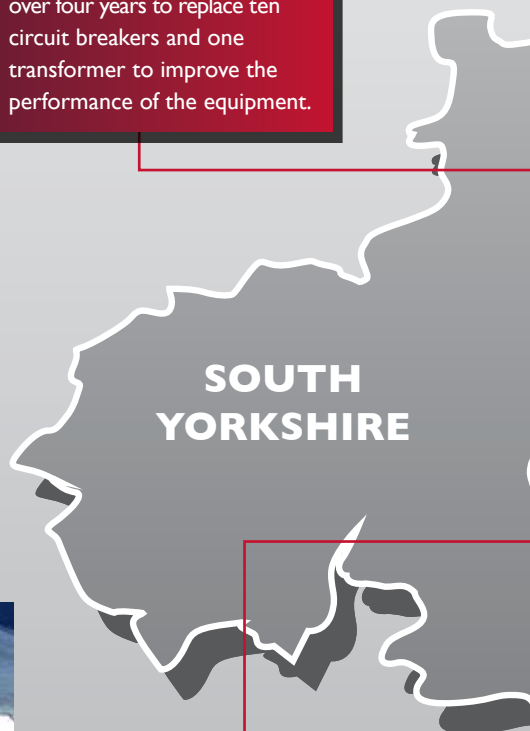 over four years to replace ten
circuit breakers and one
transformer to improve the
performance of the equipment.
SOUTH
YORKSHIRE